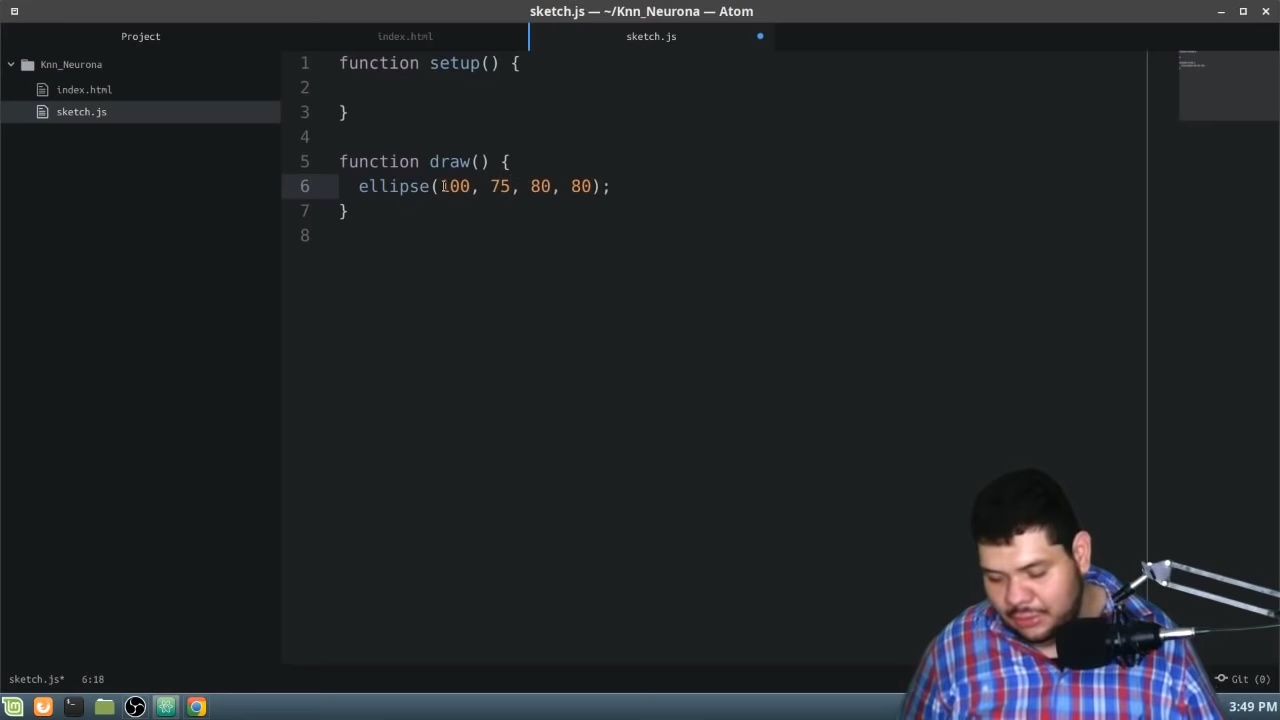 sketch.js — ~/Knn_Neurona — Atom
Project
index.html
sketch.js
Knn_Neurona
index.html
sketch.js
1 function setup() {
2
3 }
4
5 function draw() {
6 ellipse(100, 75, 80, 80);
7 }
8
sketch.js* 6:18
Git (0)
3:49 PM